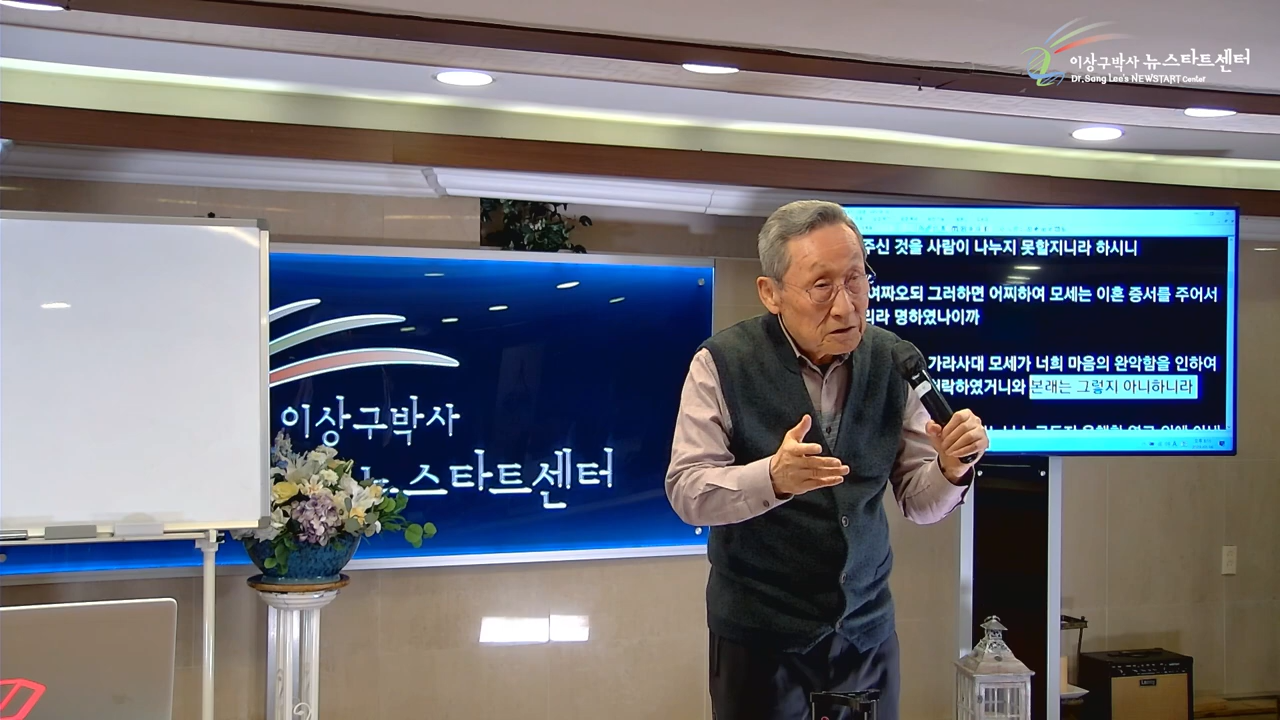 이상구박사 뉴스타트센터
Dr. Sang Lee's NEWSTART Center
주신 것을 사람이 나누지 못할지니라 하시니
여짜오되 그러하면 어찌하여 모세는 이혼 증서를 주어서
리라 명하였나이까
가라사대 모세가 너희 마음의 완악함을 인하여
락하였거니와 본래는 그렇지 아니하니라
이상구박사
뉴스타트센터